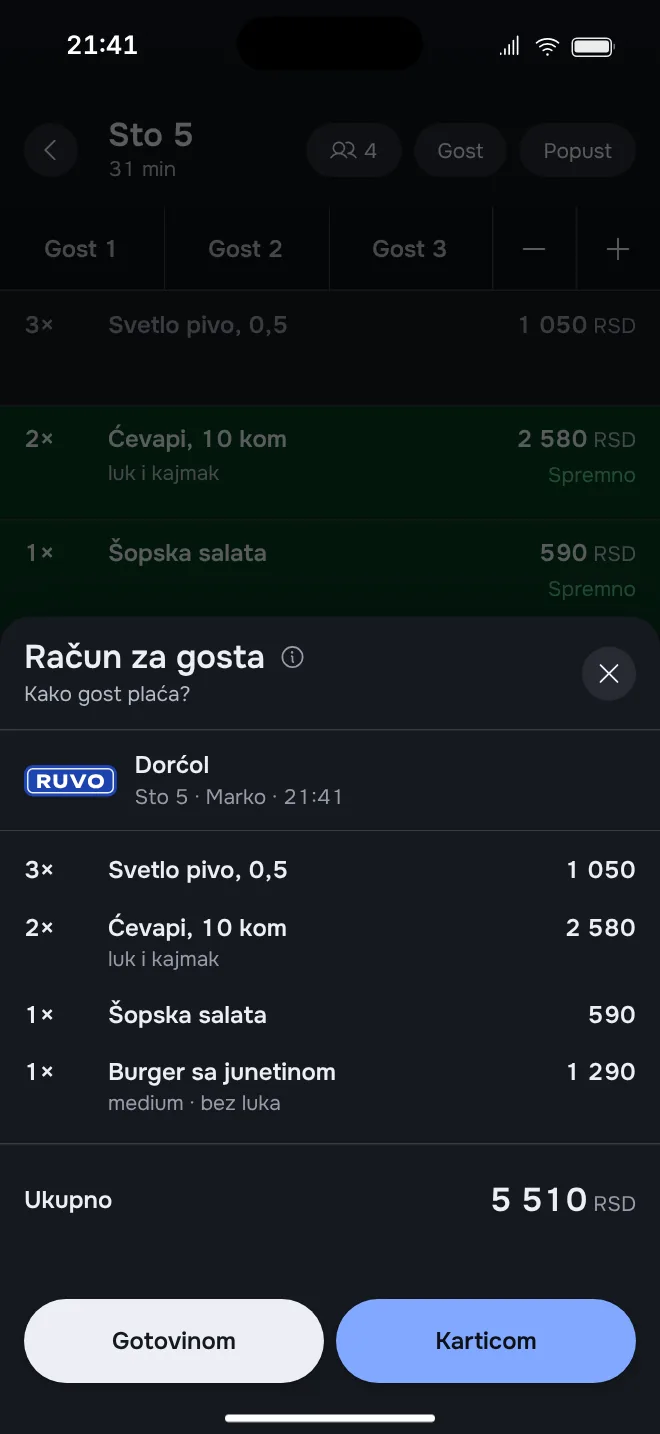 21:41
Sto 5
31 min
4
Gost
Popust
Gost 1
Gost 2
Gost 3
3× Svetlo pivo, 0,5 1 050 RSD
2× Ćevapi, 10 kom 2 580 RSD
luk i kajmak Spremno
1× Šopska salata 590 RSD
Spremno
Račun za gosta
Kako gost plaća?
RUVO
Dorćol
Sto 5 · Marko · 21:41
3× Svetlo pivo, 0,5 1 050
2× Ćevapi, 10 kom 2 580
luk i kajmak
1× Šopska salata 590
1× Burger sa junetinom 1 290
medium · bez luka
Ukupno 5 510 RSD
Gotovinom
Karticom